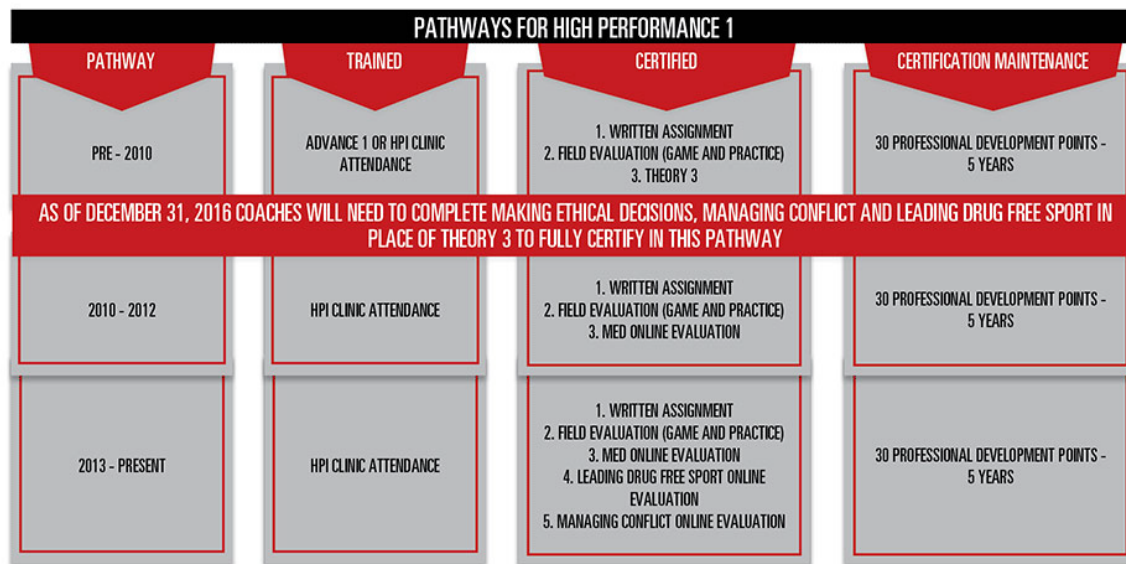 PATHWAYS FOR HIGH PERFORMANCE 1
PATHWAY
TRAINED
CERTIFIED
CERTIFICATION MAINTENANCE
PRE - 2010
ADVANCE 1 OR HPI CLINIC
ATTENDANCE
1. WRITTEN ASSIGNMENT
2. FIELD EVALUATION (GAME AND PRACTICE)
3. THEORY 3
30 PROFESSIONAL DEVELOPMENT POINTS -
5 YEARS
AS OF DECEMBER 31, 2016 COACHES WILL NEED TO COMPLETE MAKING ETHICAL DECISIONS, MANAGING CONFLICT AND LEADING DRUG FREE SPORT IN
PLACE OF THEORY 3 TO FULLY CERTIFY IN THIS PATHWAY
2010 - 2012
HPI CLINIC ATTENDANCE
1. WRITTEN ASSIGNMENT
2. FIELD EVALUATION (GAME AND PRACTICE)
3. MED ONLINE EVALUATION
30 PROFESSIONAL DEVELOPMENT POINTS -
5 YEARS
2013 - PRESENT
HPI CLINIC ATTENDANCE
1. WRITTEN ASSIGNMENT
2. FIELD EVALUATION (GAME AND PRACTICE)
3. MED ONLINE EVALUATION
4. LEADING DRUG FREE SPORT ONLINE
EVALUATION
5. MANAGING CONFLICT ONLINE EVALUATION
30 PROFESSIONAL DEVELOPMENT POINTS -
5 YEARS